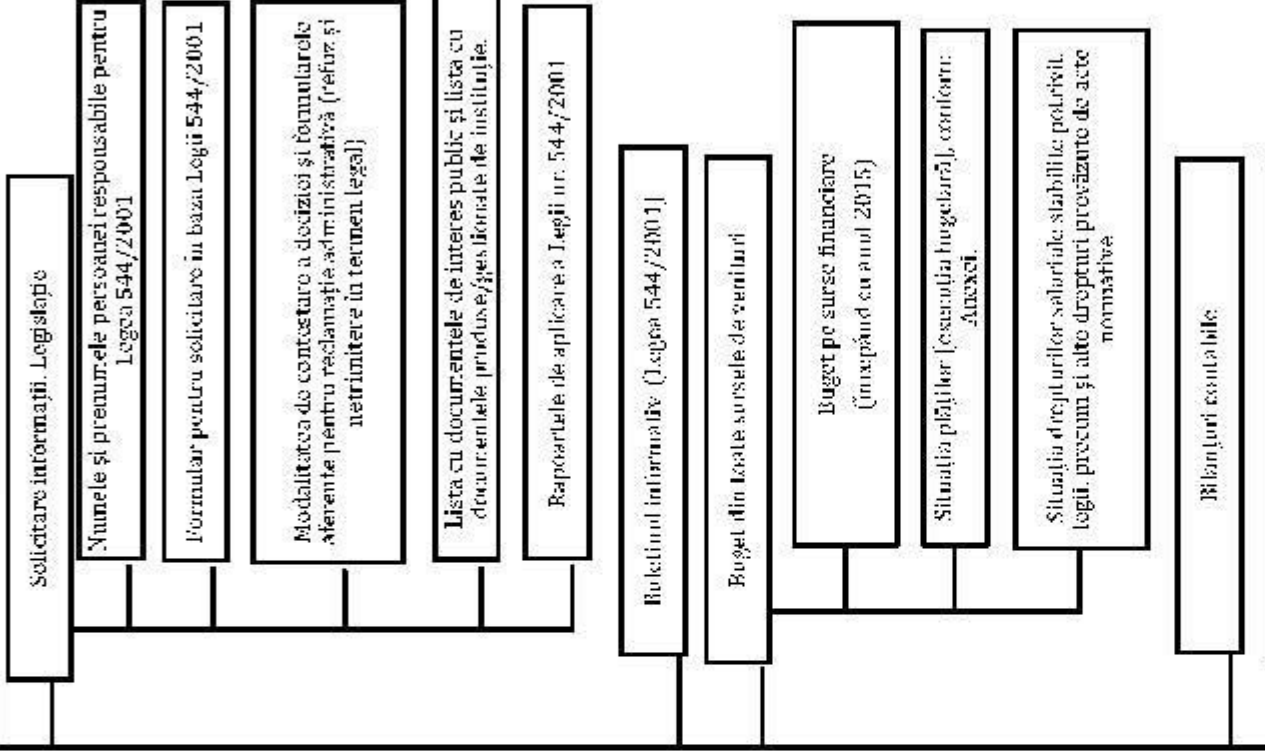 Solicitare informații. Legislație
Numele și prenumele persoanei responsabile pentru
Legea 544/2001
Formular pentru solicitare în baza Legii 544/2001
Modalitatea de contestare a deciziei și formularele
aferente pentru reclamație administrativă (refuz și
netrimitere în termen legal)
Lista cu documentele de interes public și lista cu
documentele produse/gestionate de instituție.
Rapoartele de aplicare a Legii nr. 544/2001
Buletinul informativ (Legea 544/2001)
Buget din toate sursele de venituri
Buget pe surse financiare
(începând cu anul 2015)
Situația plăților (execuția bugetară), conform:
Anexei.
Situația drepturilor salariale stabilite potrivit
legii, precum și alte drepturi prevăzute de acte
normative
Bilanțuri contabile